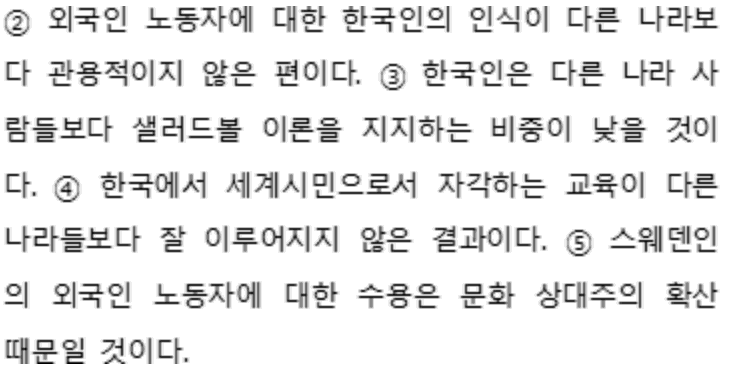 ② 외국인 노동자에 대한 한국인의 인식이 다른 나라보
다 관용적이지 않은 편이다. ③ 한국인은 다른 나라 사
람들보다 샐러드볼 이론을 지지하는 비중이 낮을 것이
다. ④ 한국에서 세계시민으로서 자각하는 교육이 다른
나라들보다 잘 이루어지지 않은 결과이다. ⑤ 스웨덴인
의 외국인 노동자에 대한 수용은 문화 상대주의 확산
때문일 것이다.